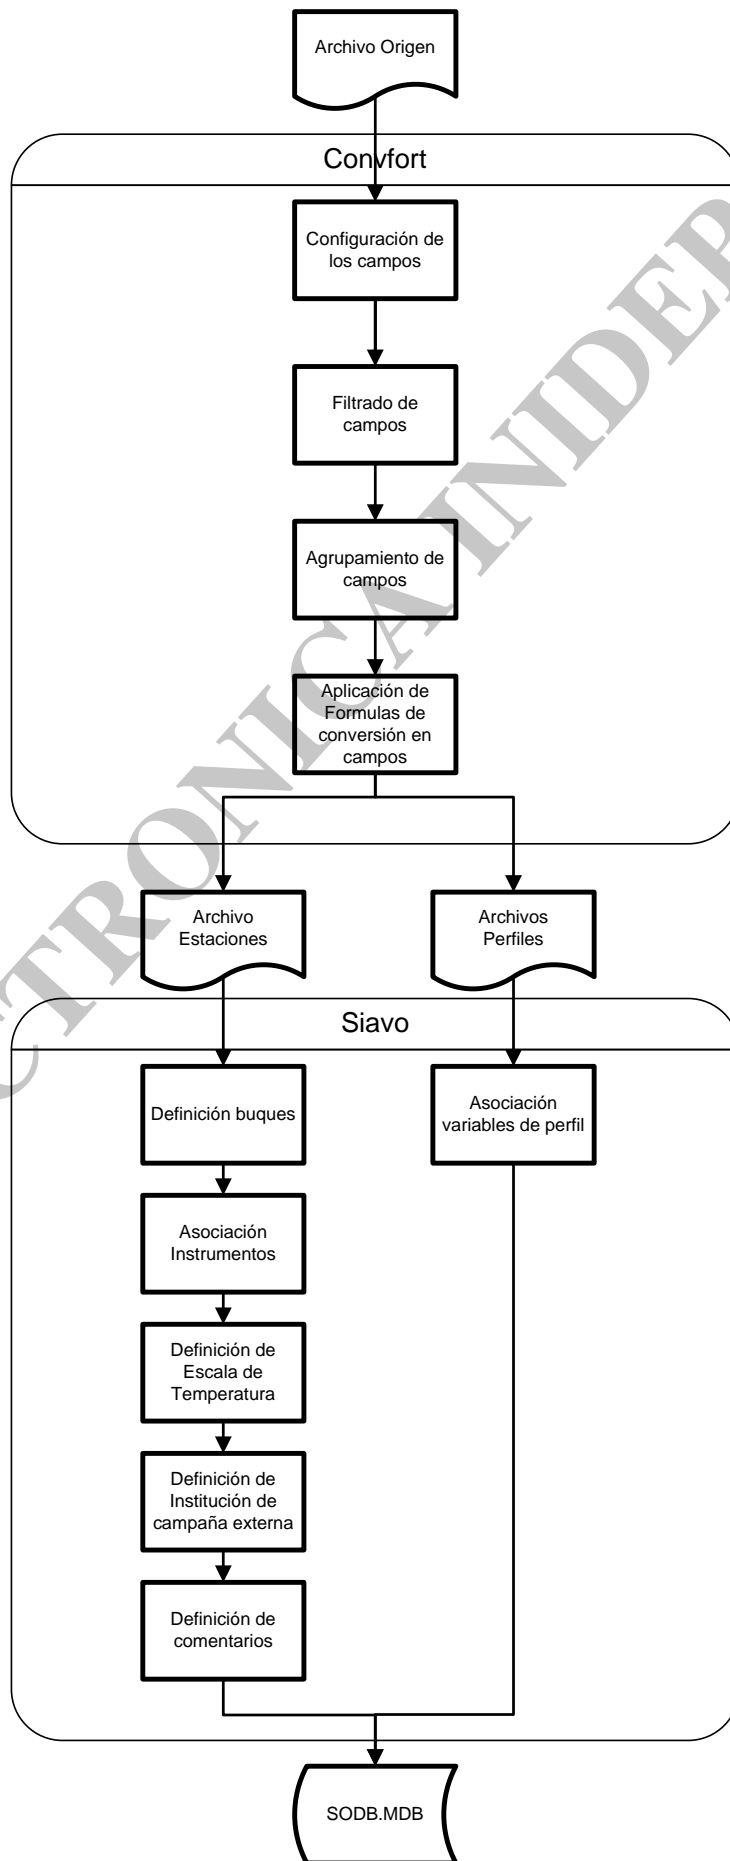 Archivo Origen
Convfort
Configuración de
los campos
Filtrado de
campos
Agrupamiento de
campos
Aplicación de
Formulas de
conversión en
campos
Archivo
Estaciones
Archivos
Perfiles
Siavo
Definición buques
Asociación
variables de perfil
Asociación
Instrumentos
Definición de
Escala de
Temperatura
Definición de
Institución de
campaña externa
Definición de
comentarios
SODB.MDB
CTRONICA INIDEP